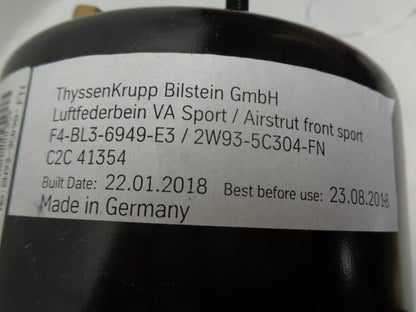 ThyssenKrupp Bilstein GmbH
Luftfederbein VA Sport / Airstrut front sport
F4-BL3-6949-E3 / 2W93-5C304-FN
C2C 41354
Built Date: 22.01.2018 Best before use: 23.08.2018
Made in Germany